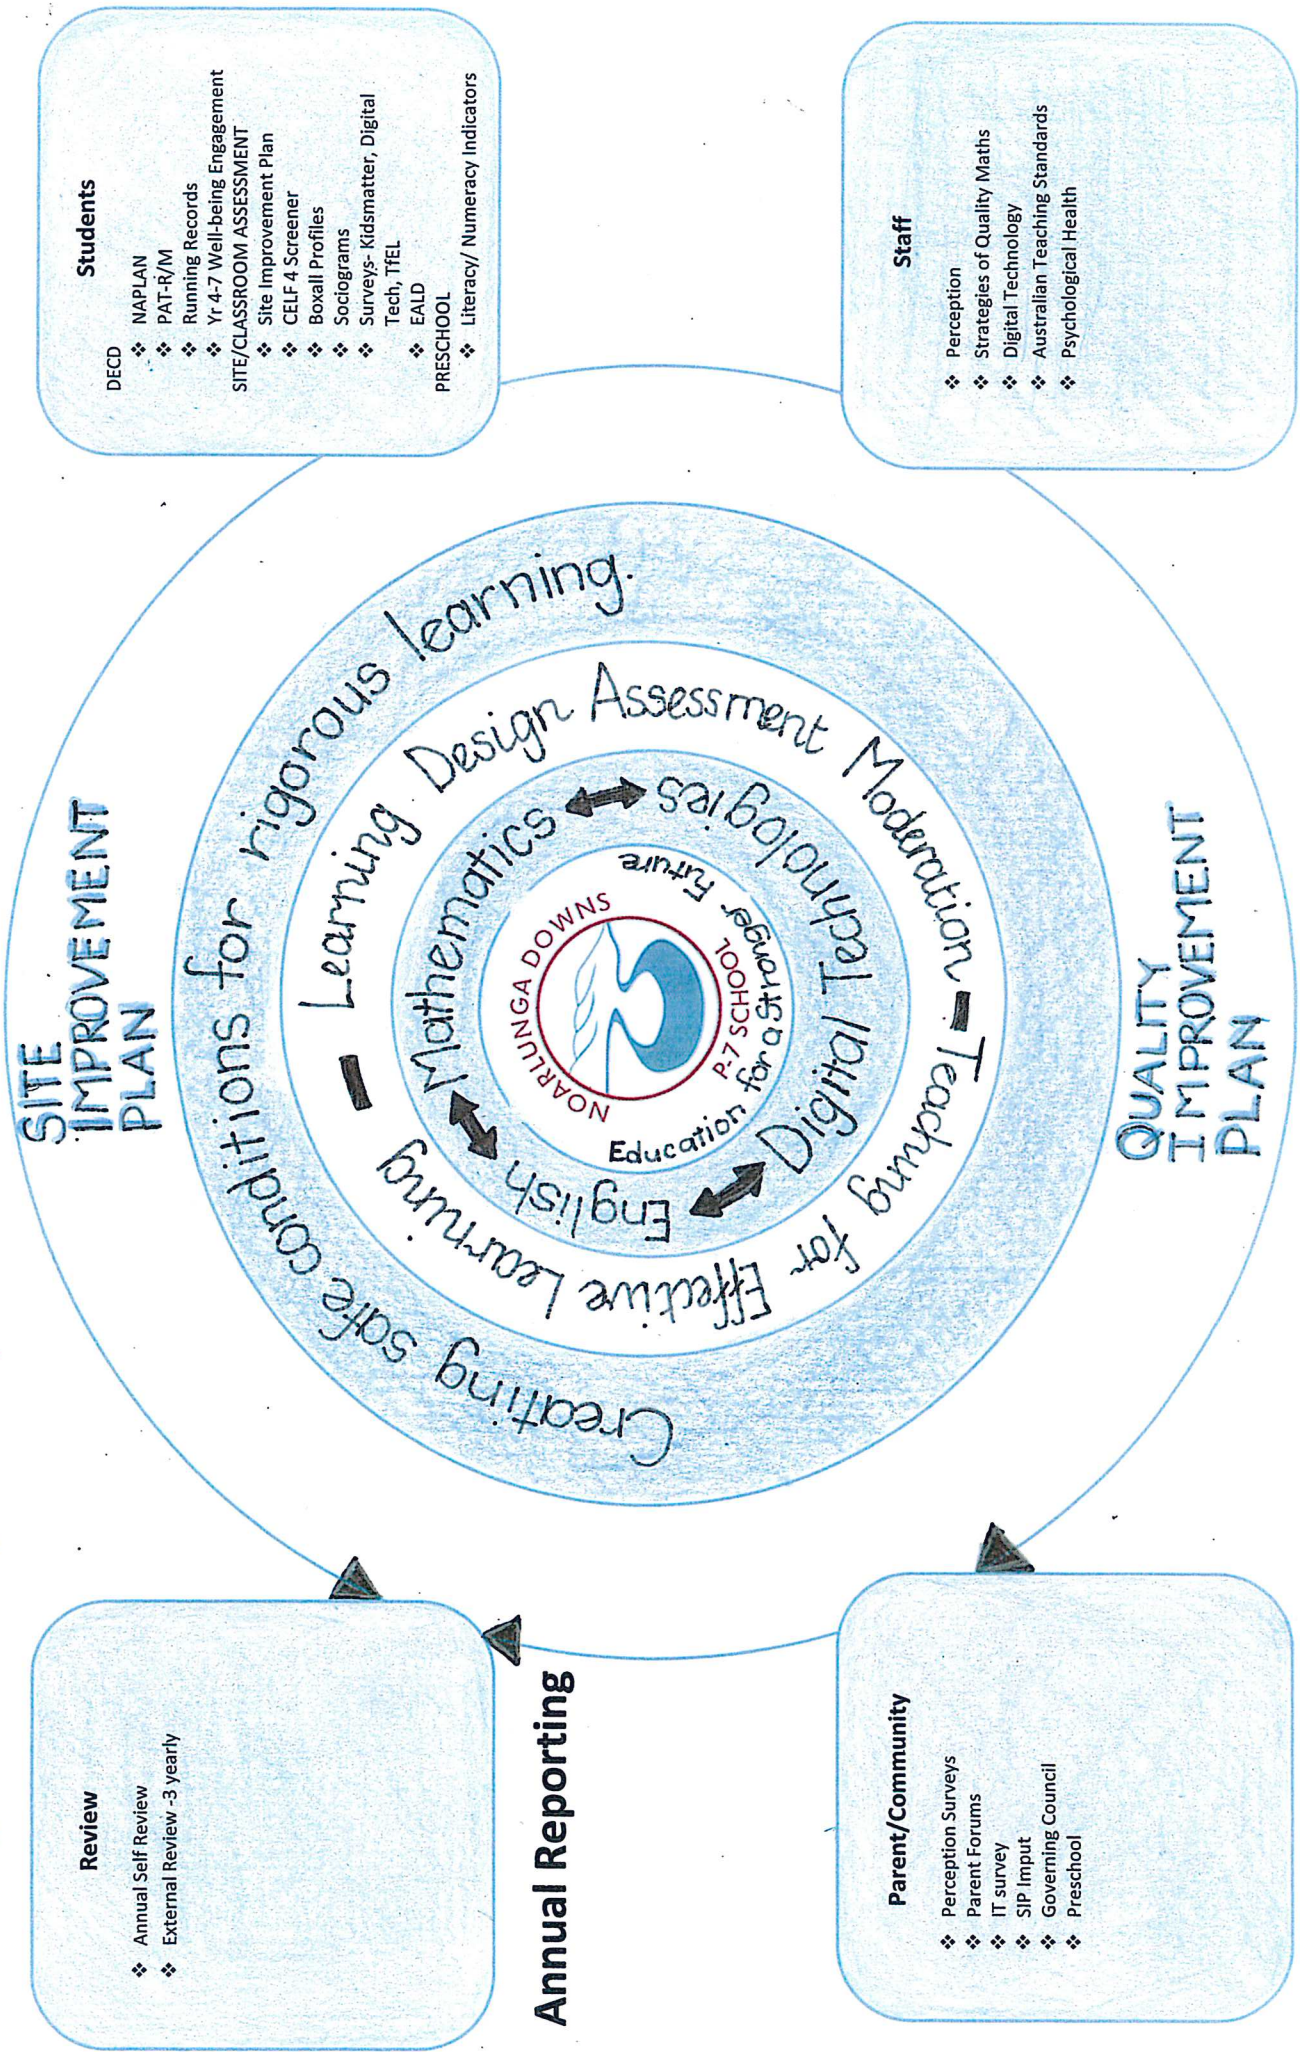 Review
❖ Annual Self Review
❖ External Review -3 yearly
SITE
IMPROVEMENT
PLAN
Students
DECD
❖ NAPLAN
❖ PAT-R/M
❖ Running Records
❖ Yr 4-7 Well-being Engagement
SITE/CLASSROOM ASSESSMENT
❖ Site Improvement Plan
❖ CELF 4 Screener
❖ Boxall Profiles
❖ Sociograms
❖ Surveys- Kidsmatter, Digital
Tech, TfEL
❖ EALD
PRESCHOOL
❖ Literacy/ Numeracy Indicators
Annual Reporting
Creating safe conditions for rigorous learning.
Learning Design Assessment Moderation - Teaching for Effective Learning -
English
Mathematics
Digital Technologies
NOARLUNGA DOWNS
P-7 SCHOOL
Education for a Stronger Future
Parent/Community
❖ Perception Surveys
❖ Parent Forums
❖ IT survey
❖ SIP Imput
❖ Governing Council
❖ Preschool
QUALITY
IMPROVEMENT
PLAN
Staff
❖ Perception
❖ Strategies of Quality Maths
❖ Digital Technology
❖ Australian Teaching Standards
❖ Psychological Health